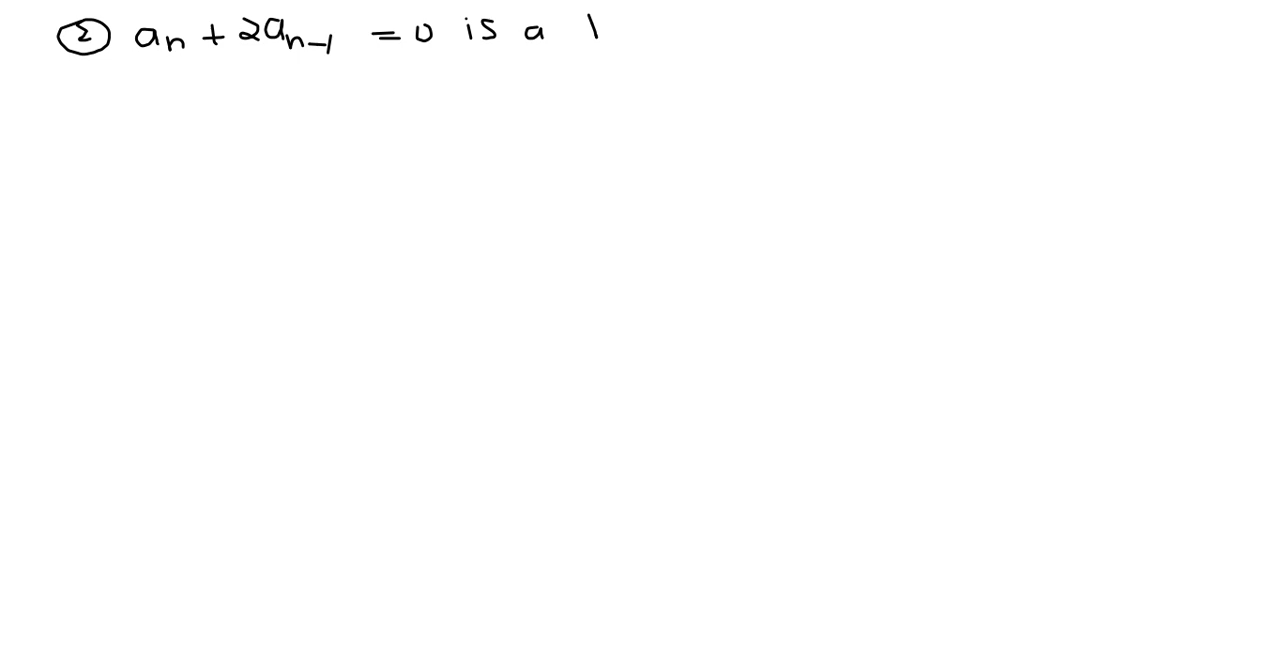 ② aₙ + 2aₙ₋₁ = 0 is a